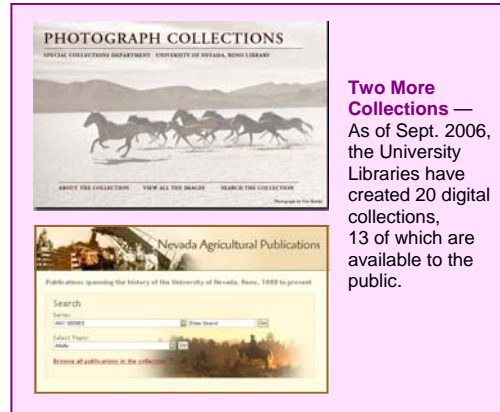 PHOTOGRAPH COLLECTIONS
SPECIAL COLLECTIONS DEPARTMENT UNIVERSITY OF NEVADA, RENO LIBRARY
ABOUT THE COLLECTION VIEW ALL THE IMAGES SEARCH THE COLLECTION
Two More
Collections —
As of Sept. 2006,
the University
Libraries have
created 20 digital
collections,
13 of which are
available to the
public.
Nevada Agricultural Publications
Publications spanning the history of the University of Nevada, Reno, 1888 to present
Search
Series
ANY SERIES Enter Search
Select Topic
Browse all publications in the collection